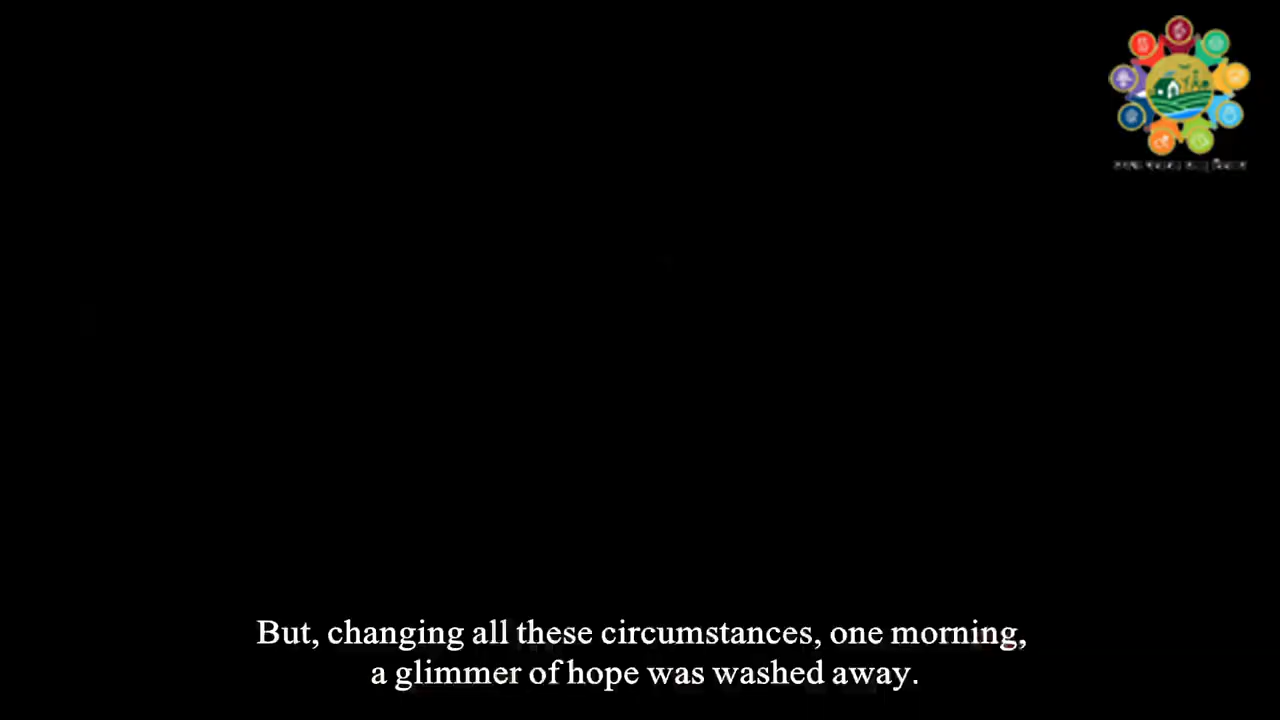 But, changing all these circumstances, one morning,
a glimmer of hope was washed away.